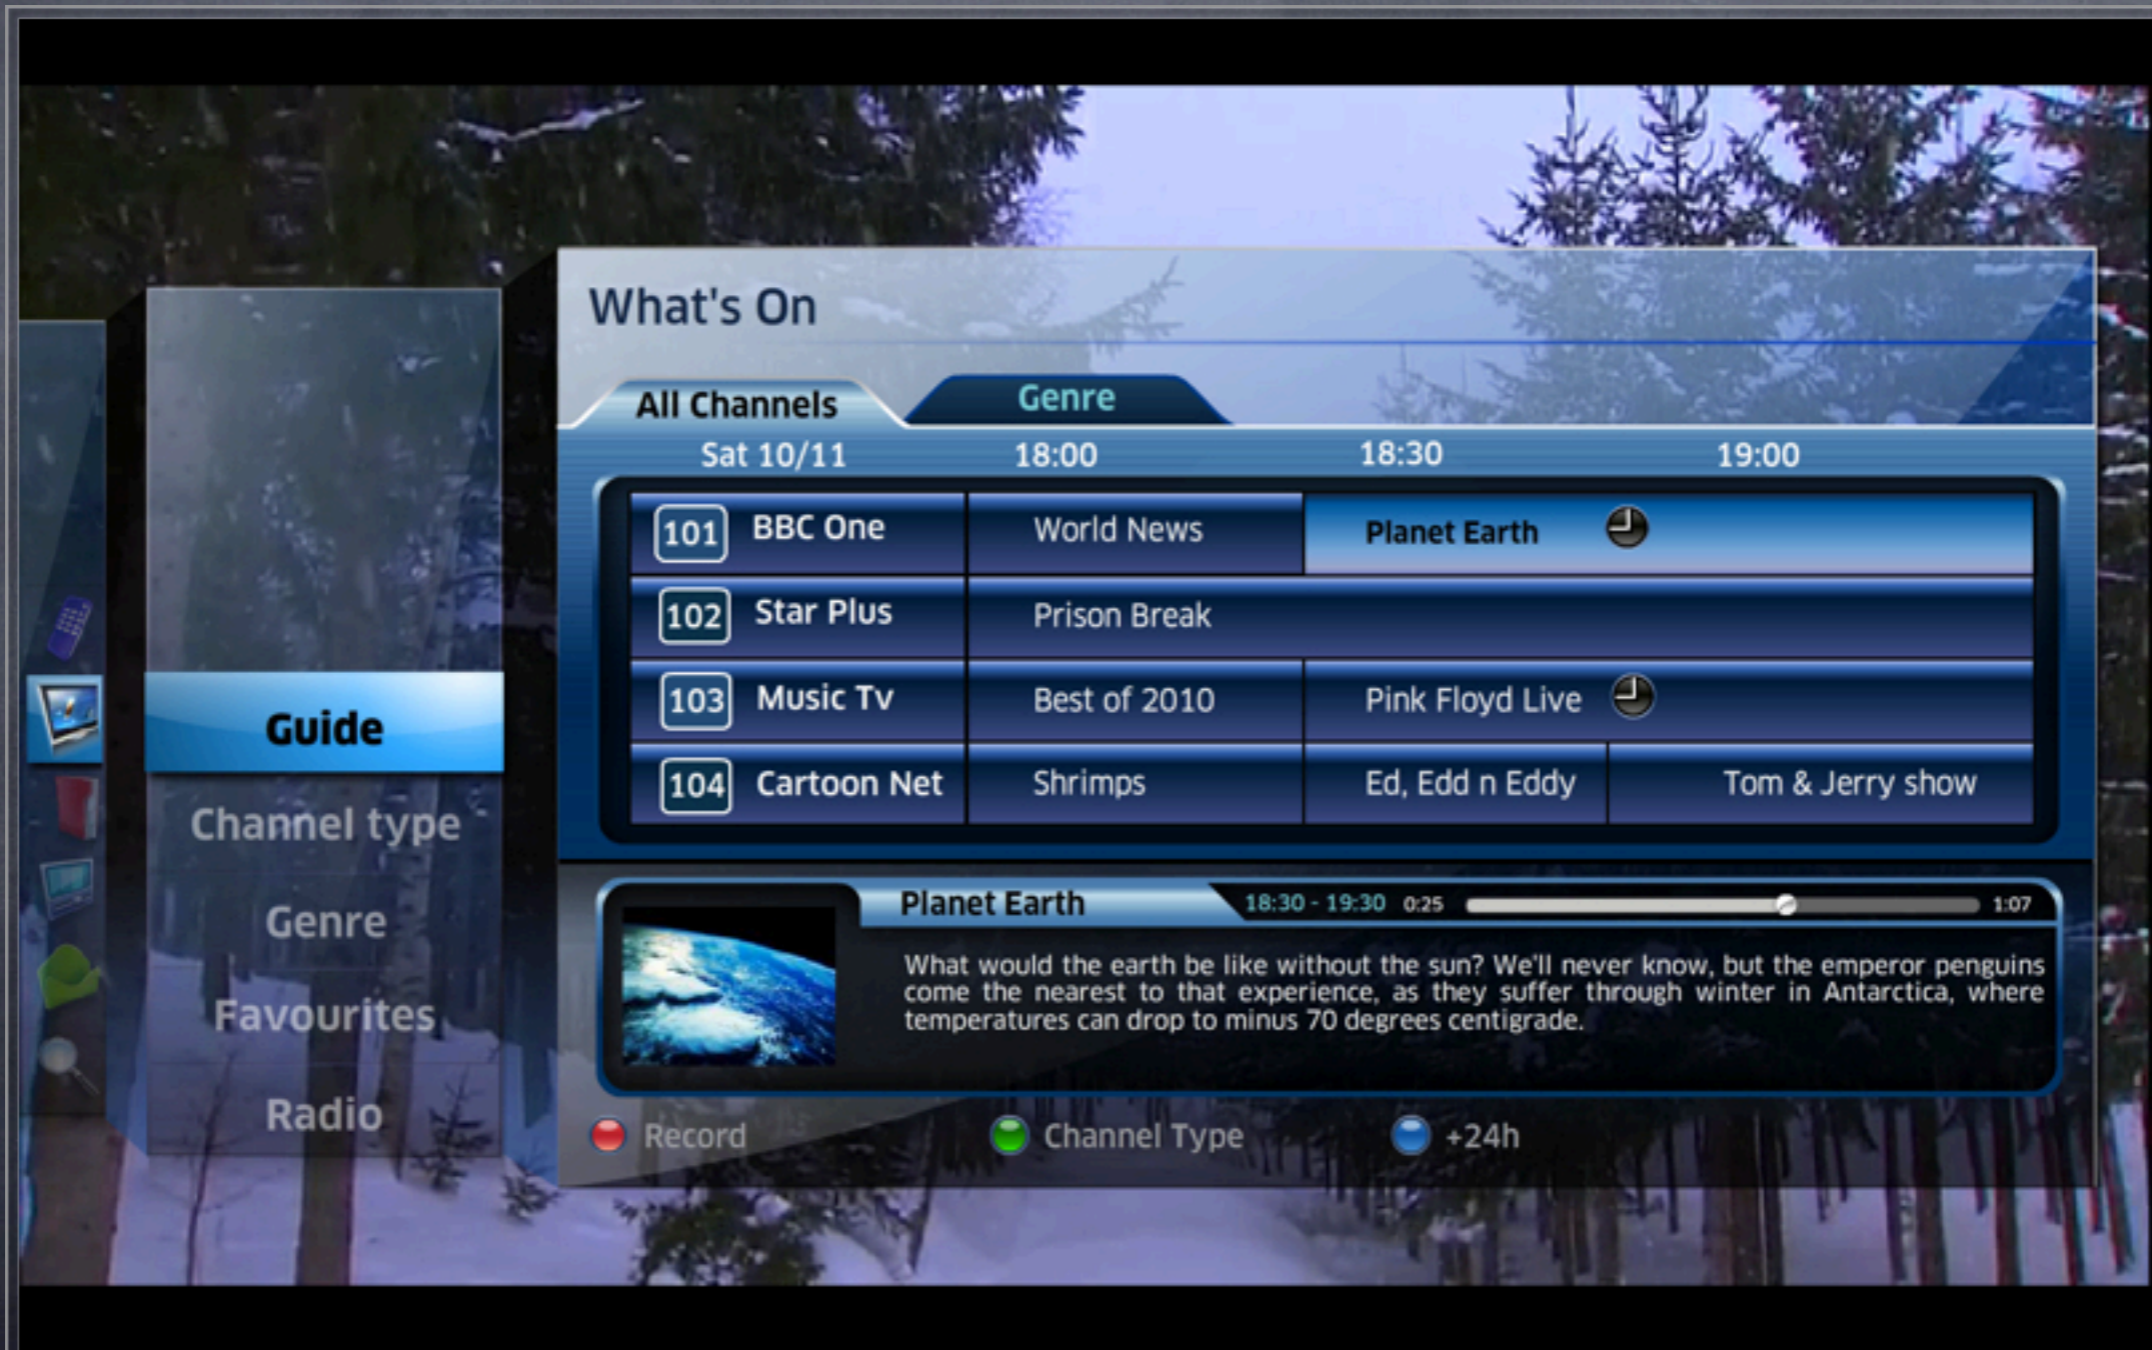 What's On
All Channels Genre
Sat 10/11 18:00 18:30 19:00
101 BBC One World News Planet Earth
102 Star Plus Prison Break
103 Music Tv Best of 2010 Pink Floyd Live
104 Cartoon Net Shrimps Ed, Edd n Eddy Tom & Jerry show
Guide
Channel type
Genre
Favourites
Radio
Planet Earth 18:30 - 19:30 0:25 1:07
What would the earth be like without the sun? We'll never know, but the emperor penguins
come the nearest to that experience, as they suffer through winter in Antarctica, where
temperatures can drop to minus 70 degrees centigrade.
Record Channel Type +24h